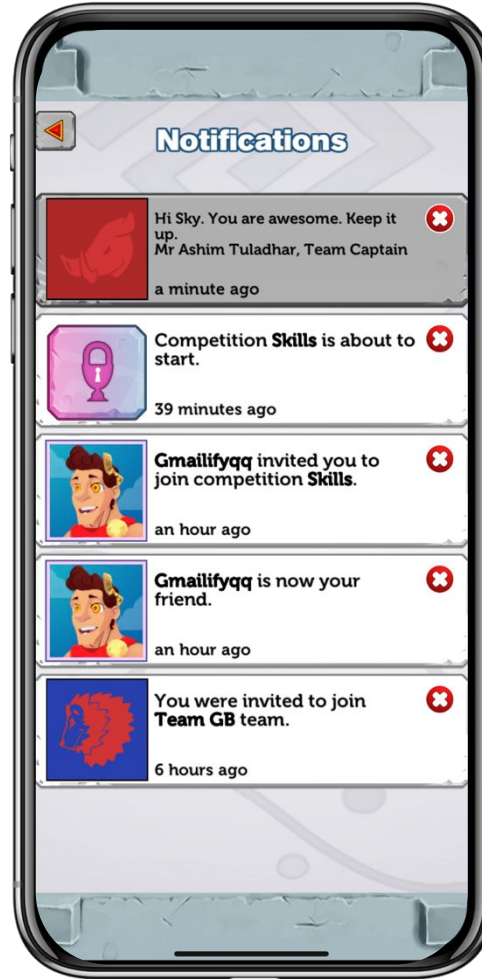 Notifications
Hi Sky. You are awesome. Keep it
up.
Mr Ashim Tuladhar, Team Captain
a minute ago
Competition Skills is about to
start.
39 minutes ago
Gmailifyqq invited you to
join competition Skills.
an hour ago
Gmailifyqq is now your
friend.
an hour ago
You were invited to join
Team GB team.
6 hours ago